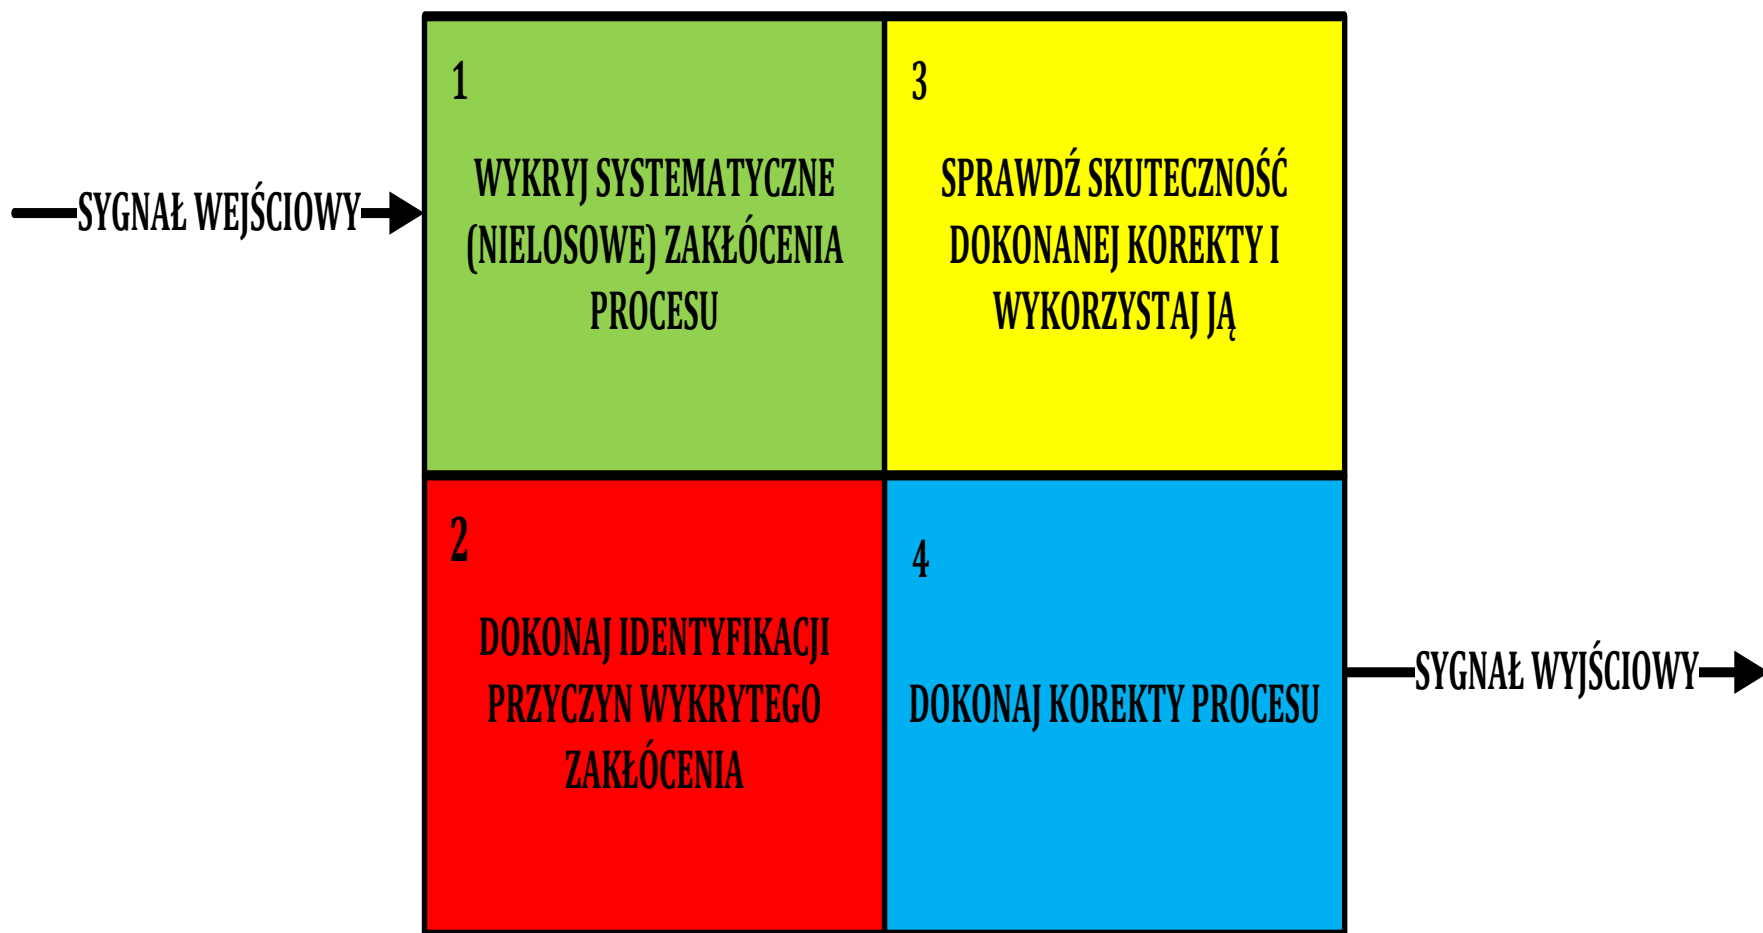 SYGNAŁ WEJŚCIOWY
1
WYKRYJ SYSTEMATYCZNE
(NIELOSOWE) ZAKŁÓCENIA
PROCESU
3
SPRAWDŹ SKUTECZNOŚĆ
DOKONANEJ KOREKTY I
WYKORZYSTAJ JĄ
2
DOKONAJ IDENTYFIKACJI
PRZYCZYN WYKRYTEGO
ZAKŁÓCENIA
4
DOKONAJ KOREKTY PROCESU
SYGNAŁ WYJŚCIOWY